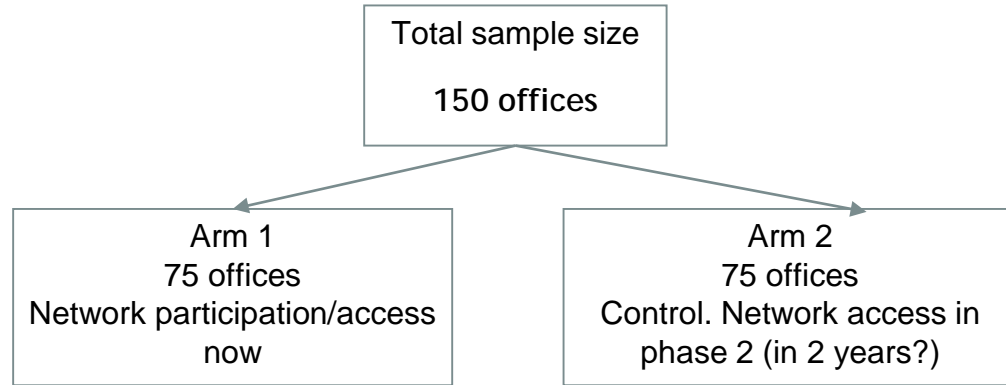 Total sample size
150 offices
Arm 1
75 offices
Network participation/access
now
Arm 2
75 offices
Control. Network access in
phase 2 (in 2 years?)